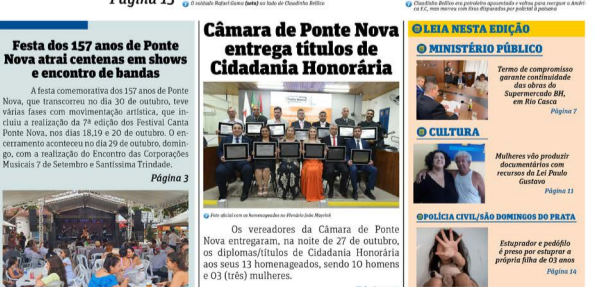 Página 13
O soldado Rafael Gama (seta) ao lado de Claudinho Bellico
Claudinho Bellico era petroleiro aposentado e voltou para reerguer o Andri
F.C, mas morreu com tiros disparados por policial à paisana
Festa dos 157 anos de Ponte
Nova atrai centenas em shows
e encontro de bandas
A festa comemorativa dos 157 anos de Ponte
Nova, que transcorreu no dia 30 de outubro, teve
várias fases com movimentação artística, que in-
cluiu a realização da 7ª edição dos Festival Canta
Ponte Nova, nos dias 18,19 e 20 de outubro. O en-
cerramento aconteceu no dia 29 de outubro, domin-
go, com a realização do Encontro das Corporações
Musicais 7 de Setembro e Santíssima Trindade.
Página 3
Câmara de Ponte Nova
entrega títulos de
Cidadania Honorária
Foto oficial com os homenageados no Plenário João Mayrink
Os vereadores da Câmara de Ponte
Nova entregaram, na noite de 27 de outubro,
os diplomas/títulos de Cidadania Honorária
aos seus 13 homenageados, sendo 10 homens
e 03 (três) mulheres.
LEIA NESTA EDIÇÃO
MINISTÉRIO PÚBLICO
Termo de compromisso
garante continuidade
das obras do
Supermercado BH,
em Rio Casca
Página 7
CULTURA
Mulheres vão produzir
documentários com
recursos da Lei Paulo
Gustavo
Página 11
POLÍCIA CIVIL/SÃO DOMINGOS DO PRATA
Estuprador e pedófilo
é preso por estuprar a
própria filha de 03 anos
Página 14